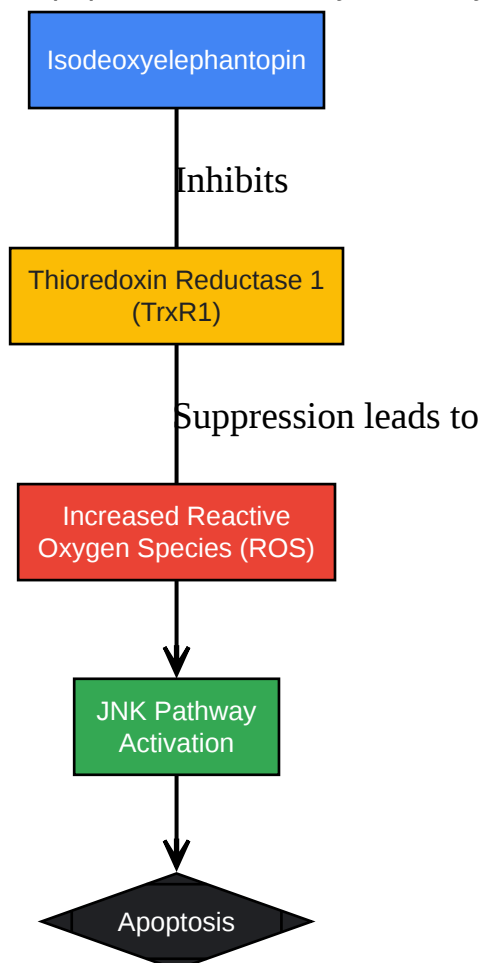 Isodeoxyelephantopin
Inhibits
Thioredoxin Reductase 1
(TrxR1)
Suppression leads to
Increased Reactive
Oxygen Species (ROS)
JNK Pathway
Activation
Apoptosis